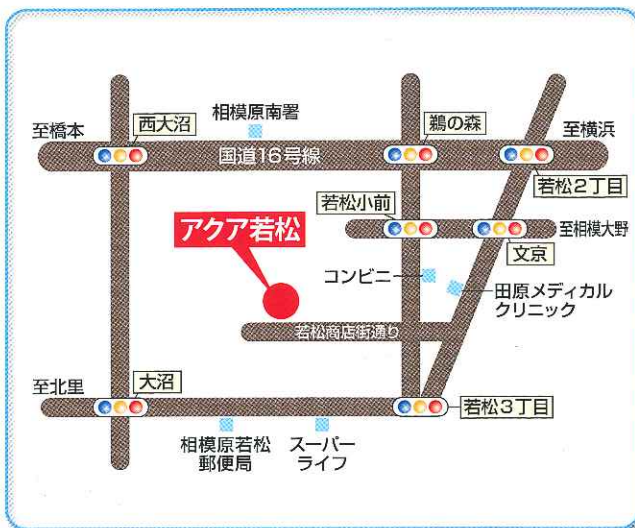 相模原南署
至橋本
西大沼
鵜の森
至横浜
国道16号線
若松2丁目
若松小前
至相模大野
アクア若松
文京
コンビニ
田原メディカル
クリニック
若松商店街通り
至北里
大沼
若松3丁目
相模原若松
郵便局
スーパー
ライフ